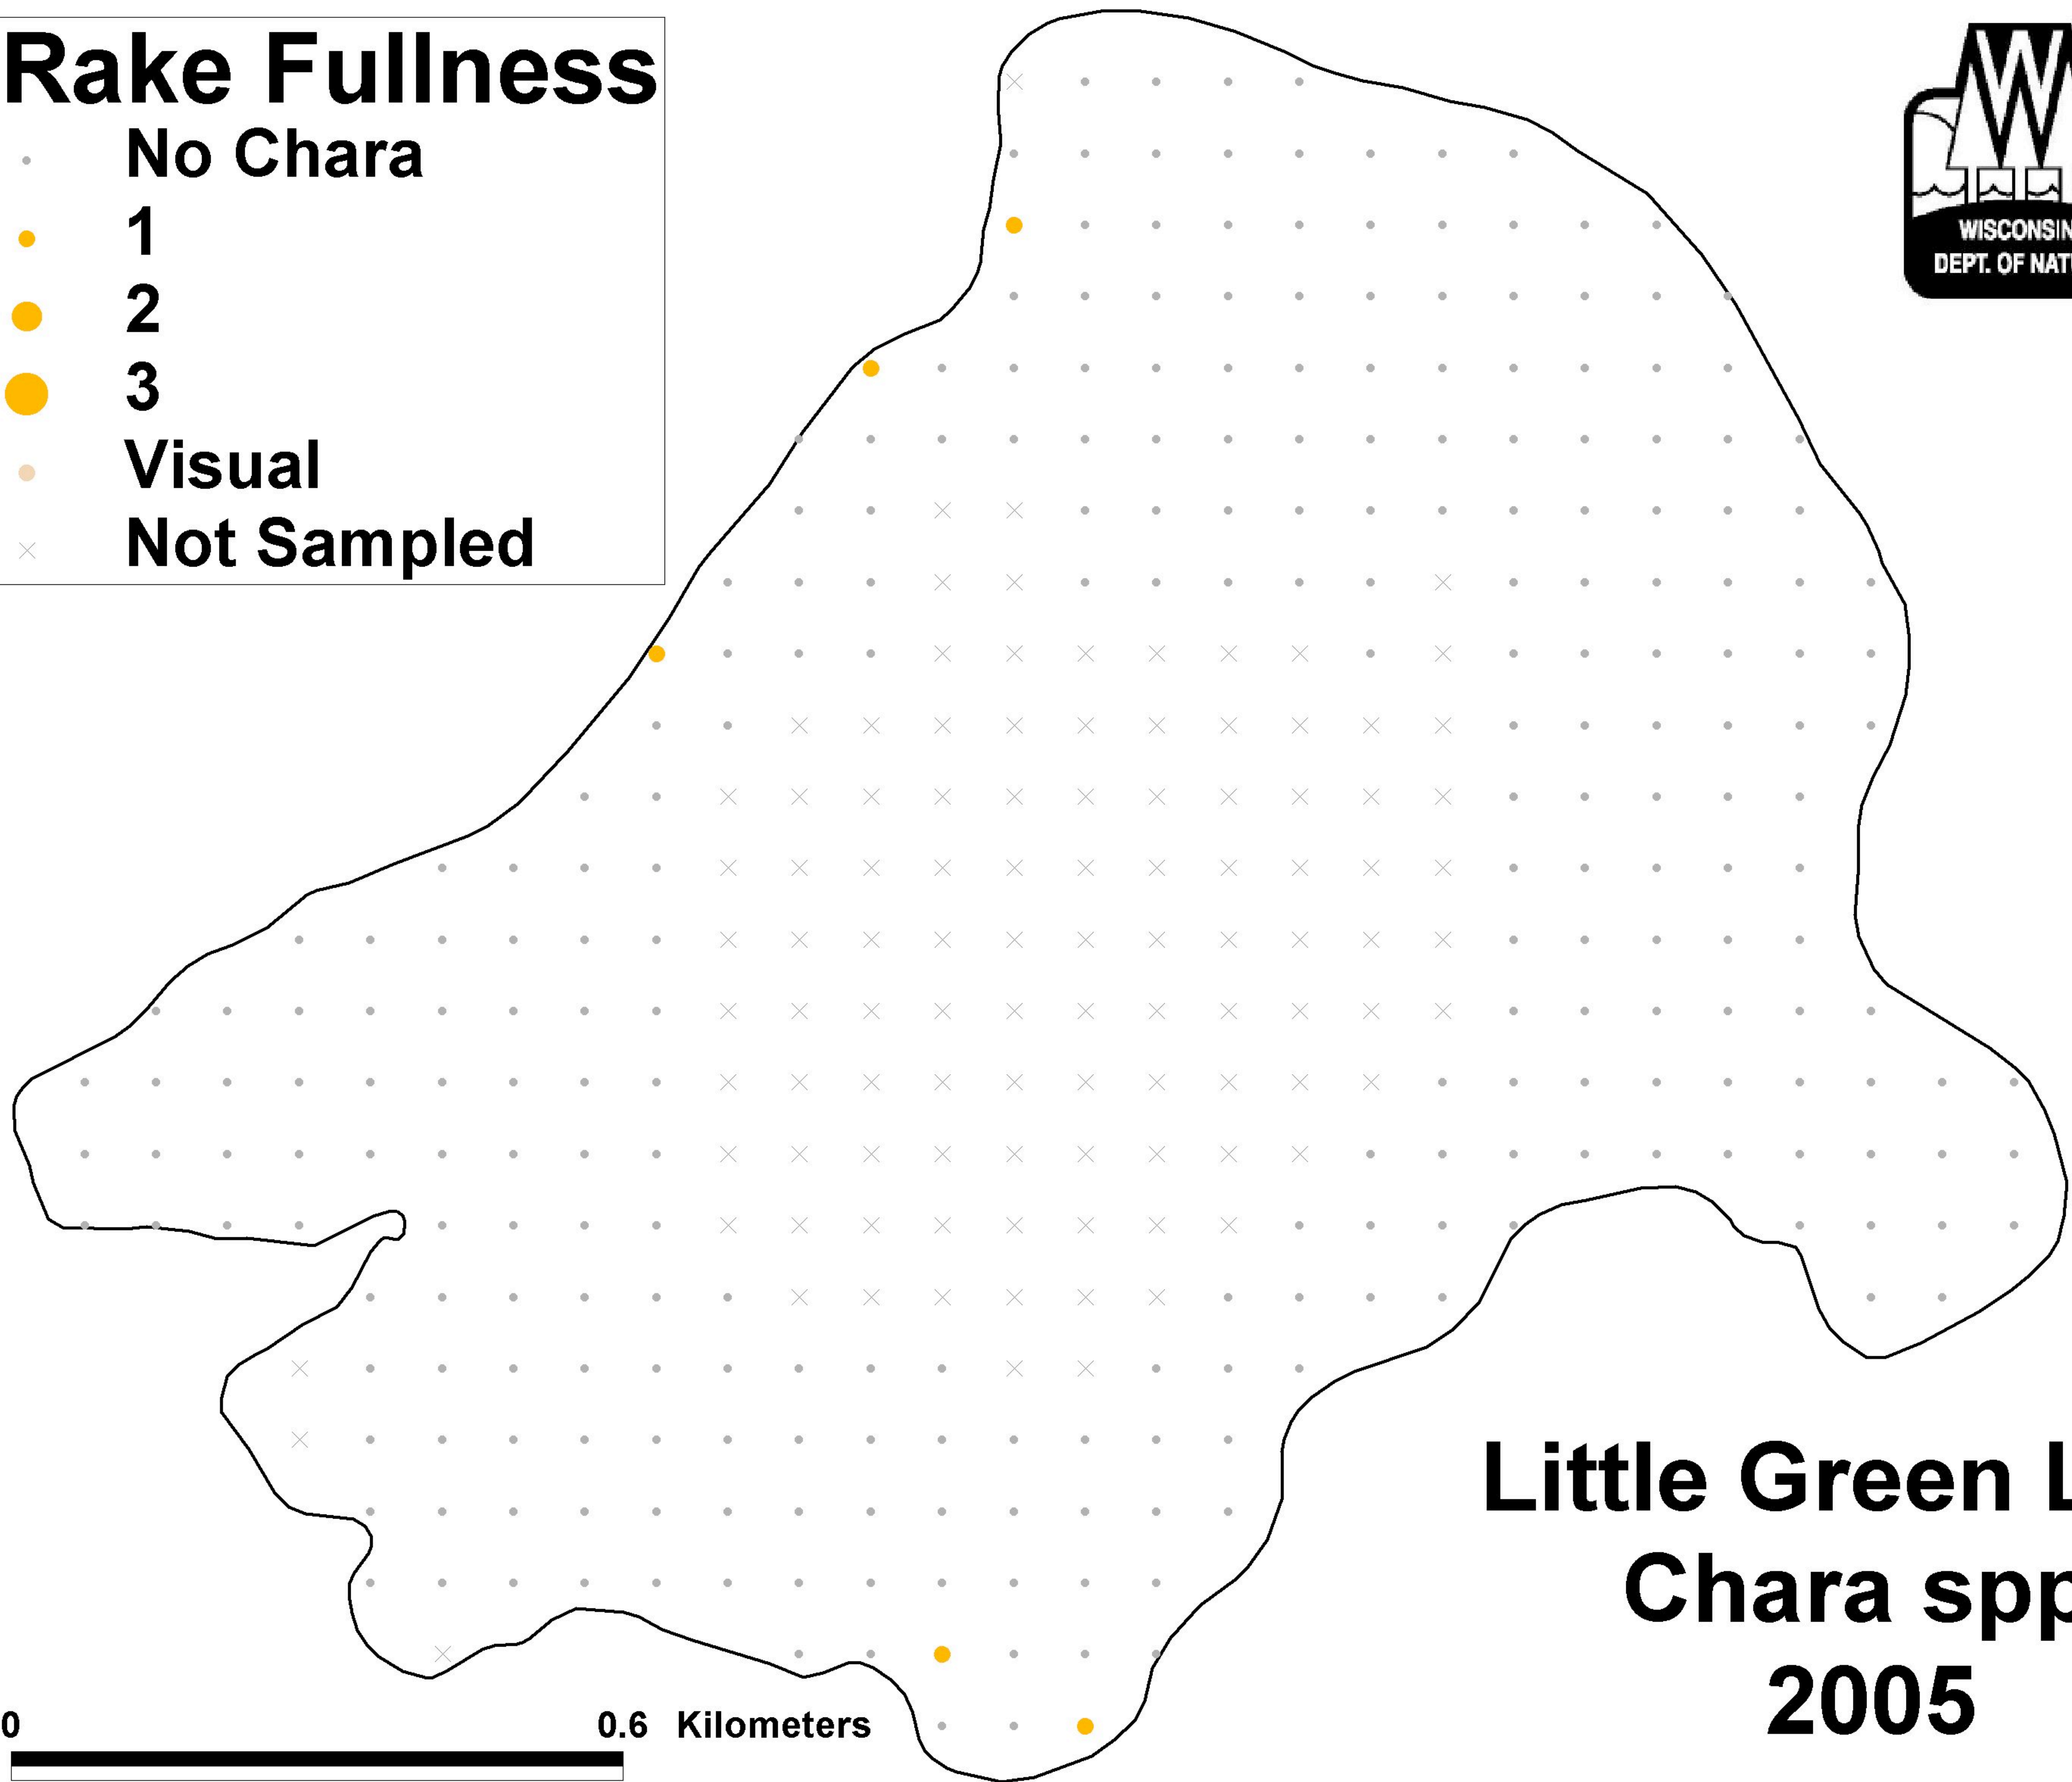 Rake Fullness
No Chara
1
2
3
Visual
Not Sampled
W
WISCONSIN
DEPT. OF NAT
Little Green L
Chara spp
2005
0 0.6 Kilometers